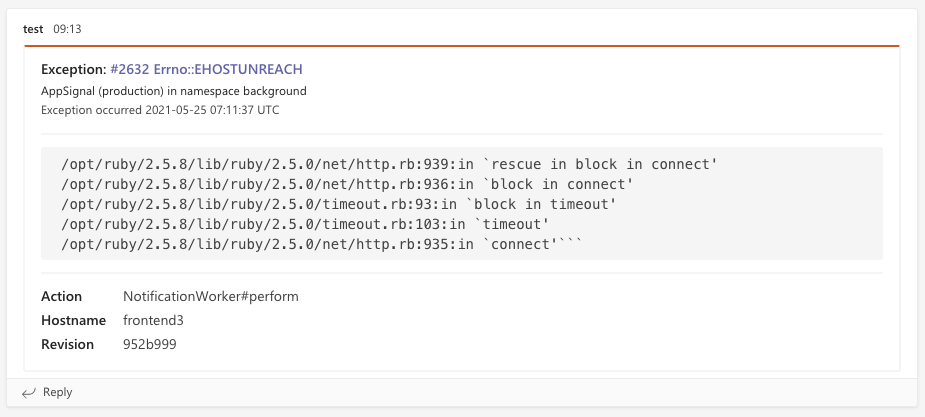 test 09:13
Exception: #2632 Errno::EHOSTUNREACH
AppSignal (production) in namespace background
Exception occurred 2021-05-25 07:11:37 UTC
/opt/ruby/2.5.8/lib/ruby/2.5.0/net/http.rb:939:in `rescue in block in connect'
/opt/ruby/2.5.8/lib/ruby/2.5.0/net/http.rb:936:in `block in connect'
/opt/ruby/2.5.8/lib/ruby/2.5.0/timeout.rb:93:in `block in timeout'
/opt/ruby/2.5.8/lib/ruby/2.5.0/timeout.rb:103:in `timeout'
/opt/ruby/2.5.8/lib/ruby/2.5.0/net/http.rb:935:in `connect'```
Action NotificationWorker#perform
Hostname frontend3
Revision 952b999
Reply